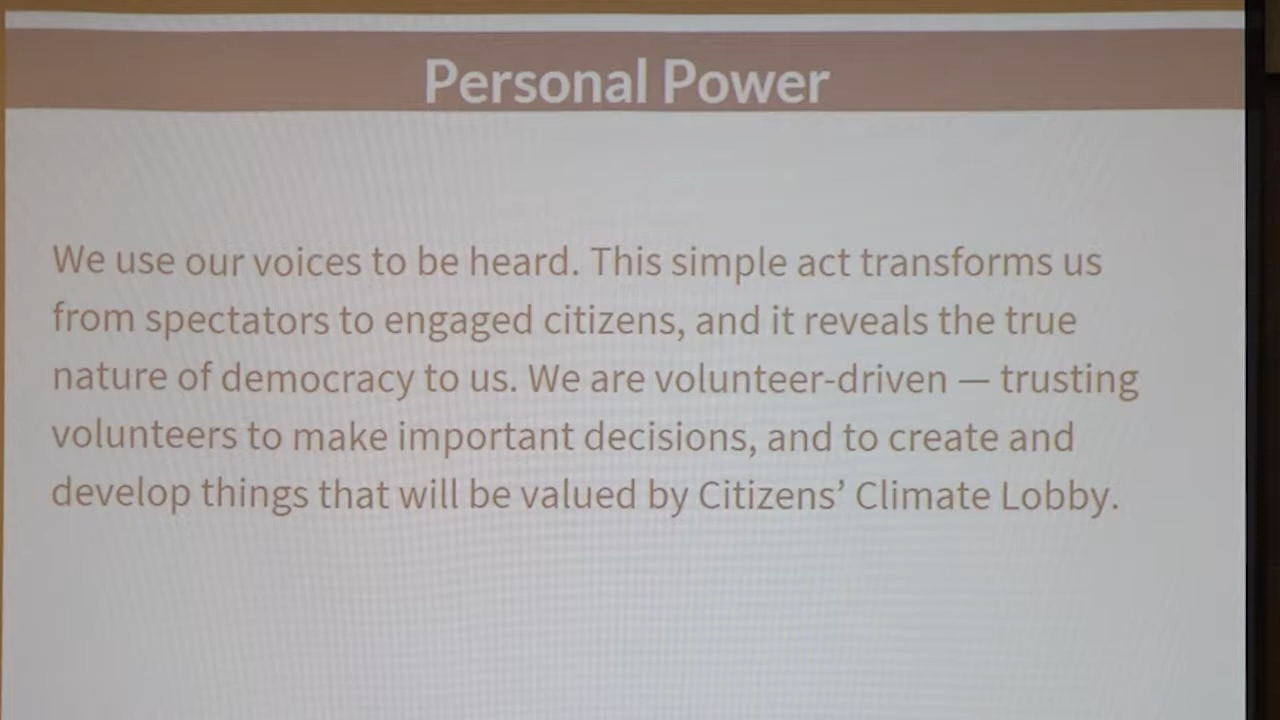 Personal Power
We use our voices to be heard. This simple act transforms us
from spectators to engaged citizens, and it reveals the true
nature of democracy to us. We are volunteer-driven — trusting
volunteers to make important decisions, and to create and
develop things that will be valued by Citizens’ Climate Lobby.